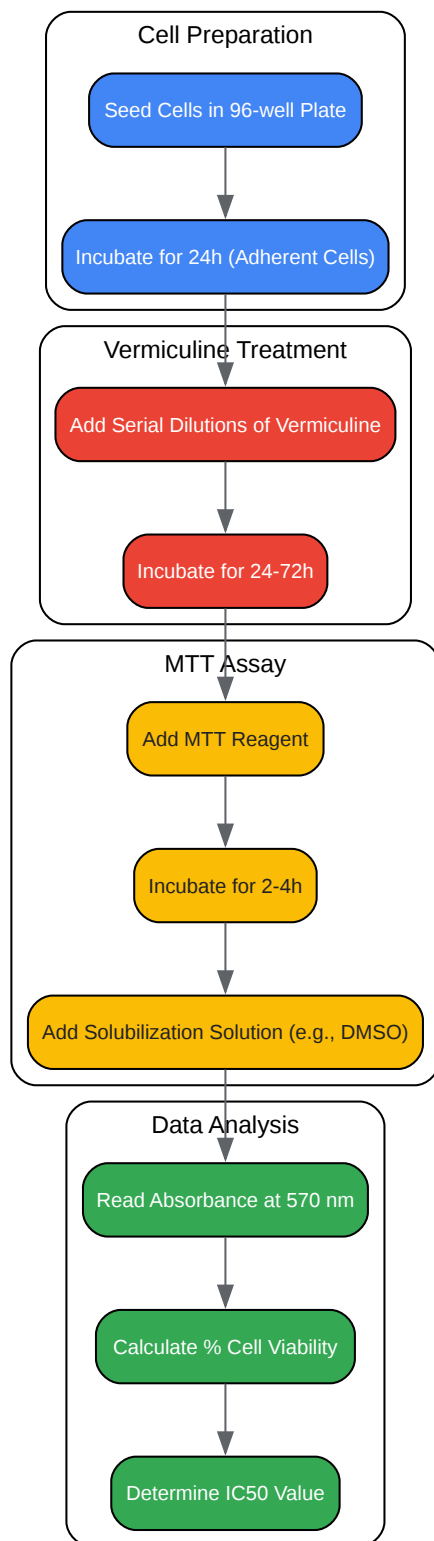 Cell Preparation
Seed Cells in 96-well Plate
Incubate for 24h (Adherent Cells)
Vermiculine Treatment
Add Serial Dilutions of Vermiculine
Incubate for 24-72h
MTT Assay
Add MTT Reagent
Incubate for 2-4h
Add Solubilization Solution (e.g., DMSO)
Data Analysis
Read Absorbance at 570 nm
Calculate % Cell Viability
Determine IC50 Value